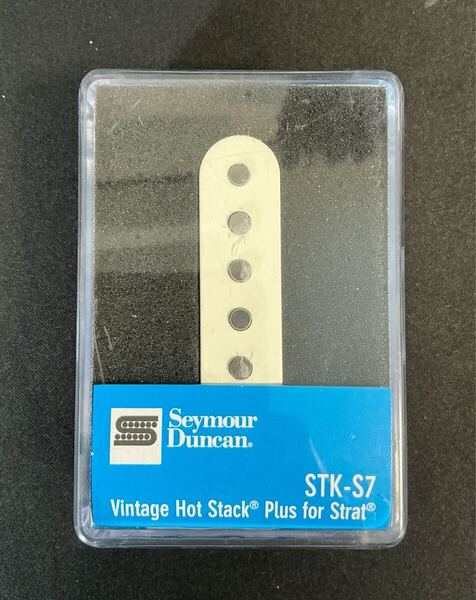 Seymour
Duncan®
STK-S7
Vintage Hot Stack® Plus for Strat®